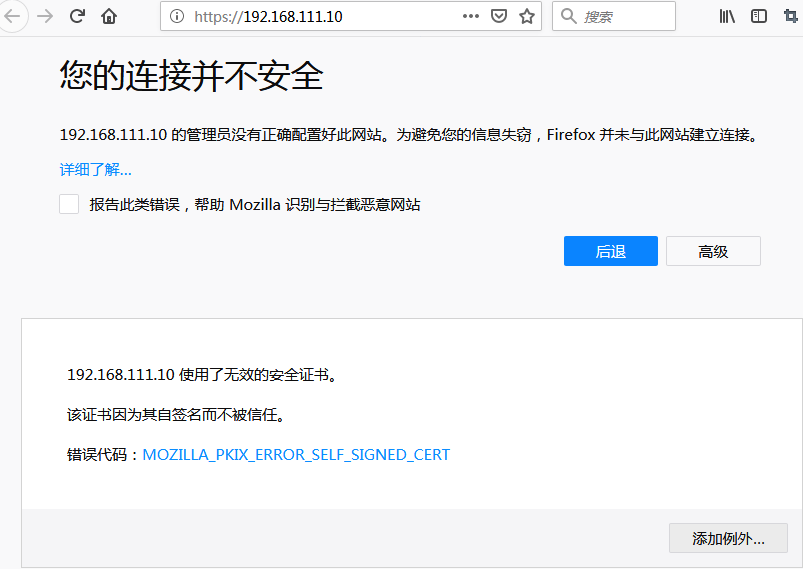 https://192.168.111.10
搜索
您的连接并不安全
192.168.111.10 的管理员没有正确配置好此网站。为避免您的信息失窃，Firefox 并未与此网站建立连接。
详细了解...
报告此类错误，帮助 Mozilla 识别与拦截恶意网站
后退 高级
192.168.111.10 使用了无效的安全证书。
该证书因为其自签名而不被信任。
错误代码：MOZILLA_PKIX_ERROR_SELF_SIGNED_CERT
添加例外...